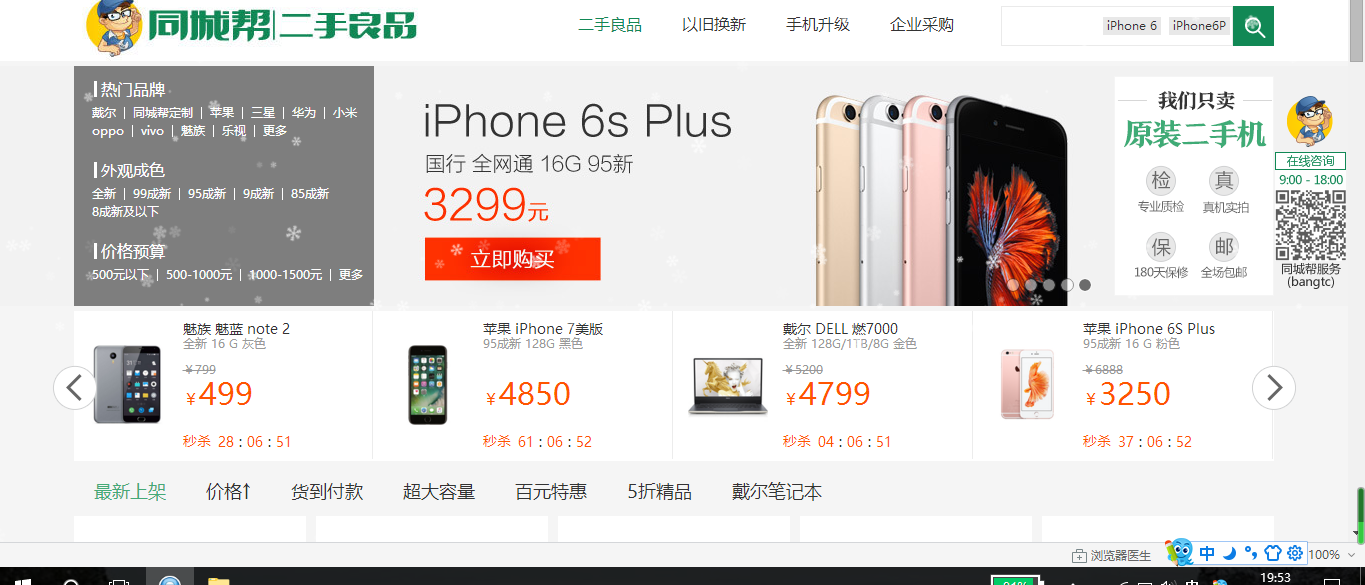 同城帮 二手良品
二手良品 以旧换新 手机升级 企业采购
iPhone 6 iPhone6P
热门品牌
戴尔 | 同城帮定制 | 苹果 | 三星 | 华为 | 小米
oppo | vivo | 魅族 | 乐视 | 更多
外观成色
全新 | 99成新 | 95成新 | 9成新 | 85成新
8成新及以下
价格预算
500元以下 | 500-1000元 | 1000-1500元 | 更多
iPhone 6s Plus
国行 全网通 16G 95新
3299元
立即购买
我们只卖
原装二手机
检 真
专业质检 真机实拍
保 邮
180天保修 全场包邮
在线咨询
9:00 - 18:00
同城帮服务
(bangtc)
魅族 魅蓝 note 2
全新 16 G 灰色
￥799
￥499
秒杀 28 : 06 : 51
苹果 iPhone 7美版
95成新 128G 黑色
￥4850
秒杀 61 : 06 : 52
戴尔 DELL 燃7000
全新 128G/1TB/8G 金色
￥5200
￥4799
秒杀 04 : 06 : 51
苹果 iPhone 6S Plus
95成新 16 G 粉色
￥6888
￥3250
秒杀 37 : 06 : 52
最新上架 价格↑ 货到付款 超大容量 百元特惠 5折精品 戴尔笔记本
浏览器医生 中 100%
19:53